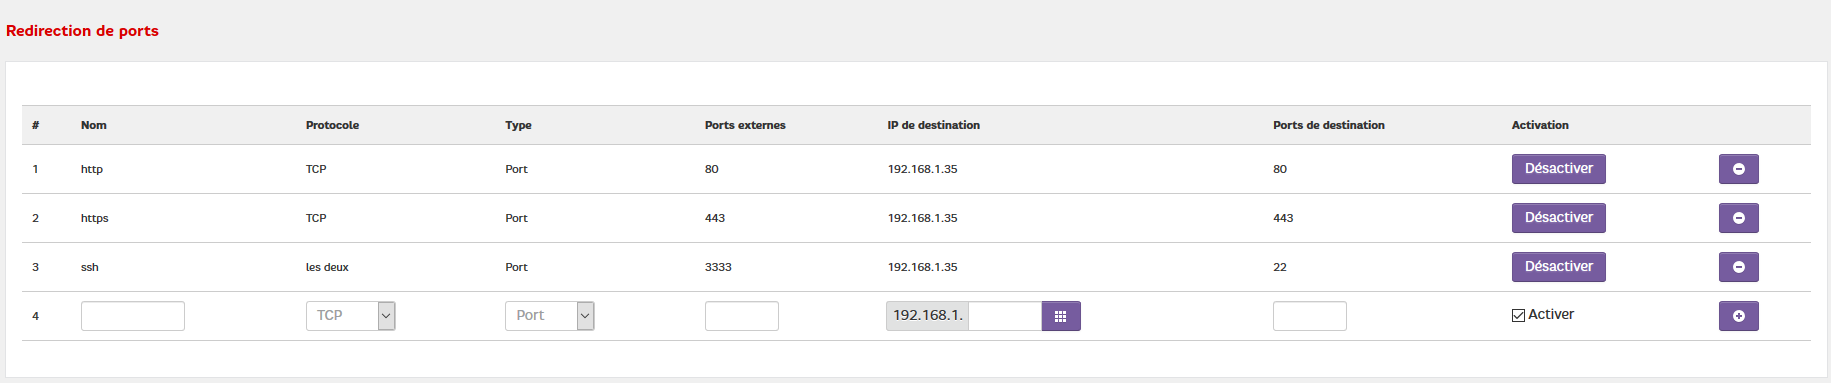 Redirection de ports
# Nom Protocole Type Ports externes IP de destination Ports de destination Activation
1 http TCP Port 80 192.168.1.35 80 Désactiver
2 https TCP Port 443 192.168.1.35 443 Désactiver
3 ssh les deux Port 3333 192.168.1.35 22 Désactiver
4 TCP Port 192.168.1. Activer